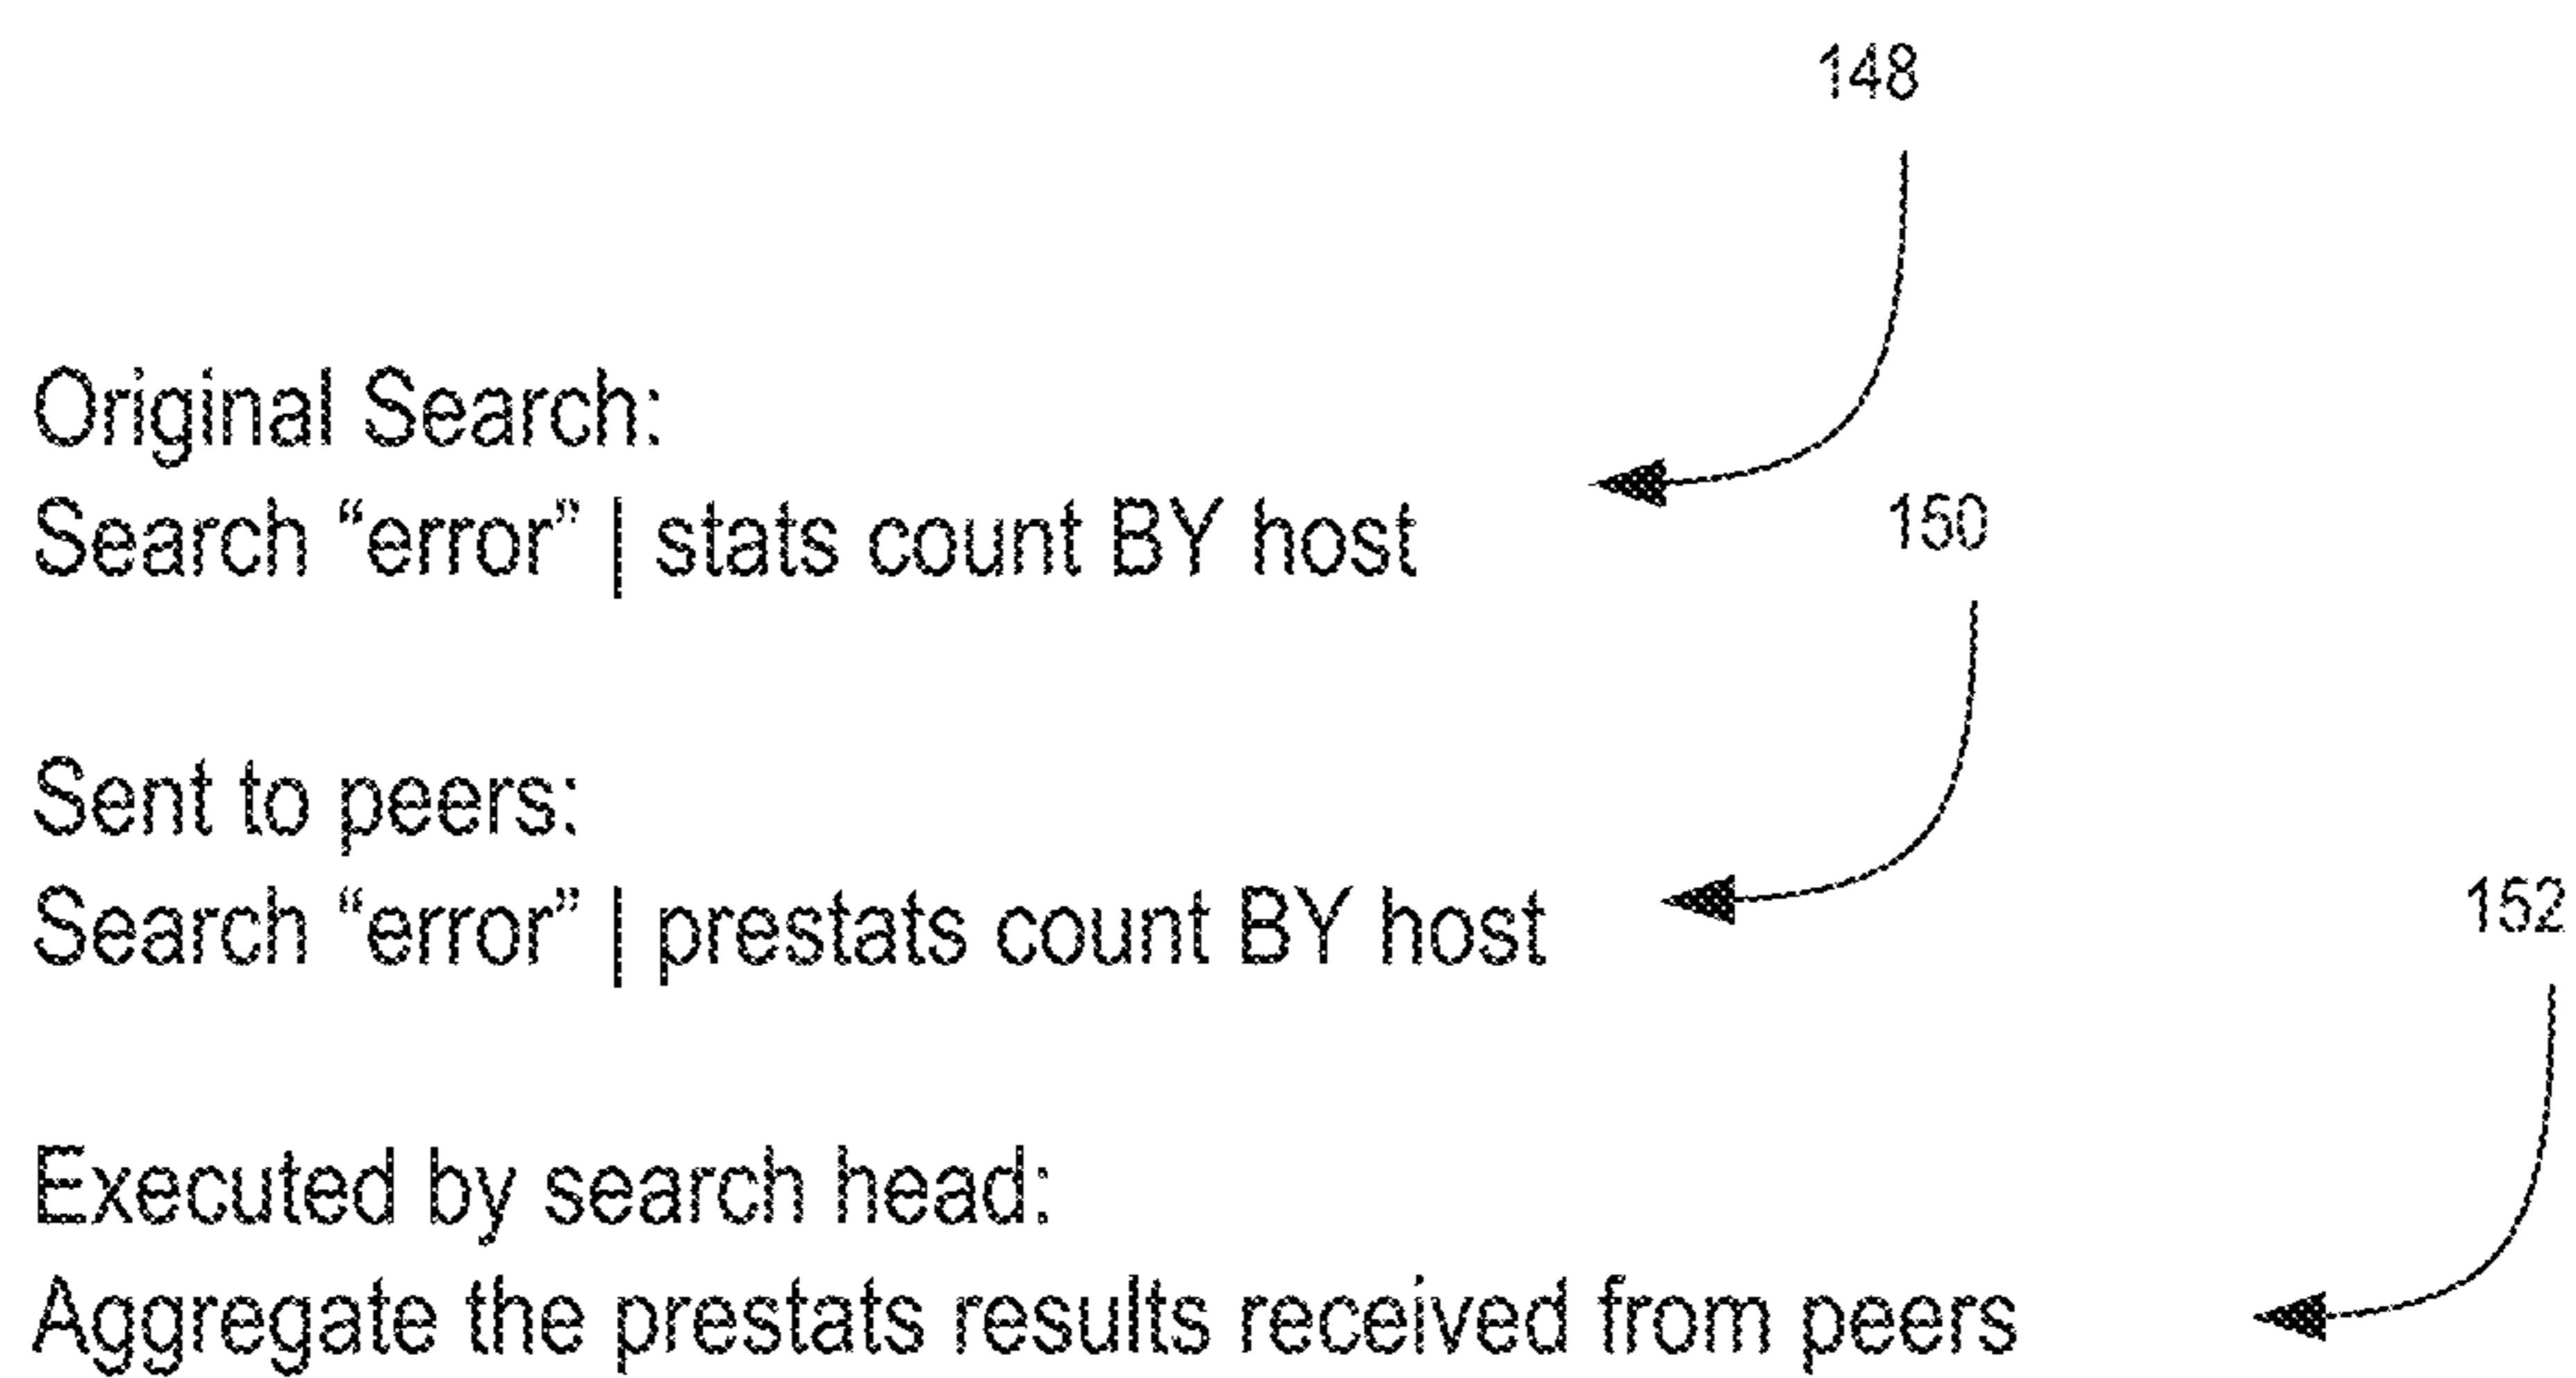 148
Original Search:
Search “error” | stats count BY host
150
Sent to peers:
Search “error” | prestats count BY host
152
Executed by search head:
Aggregate the prestats results received from peers